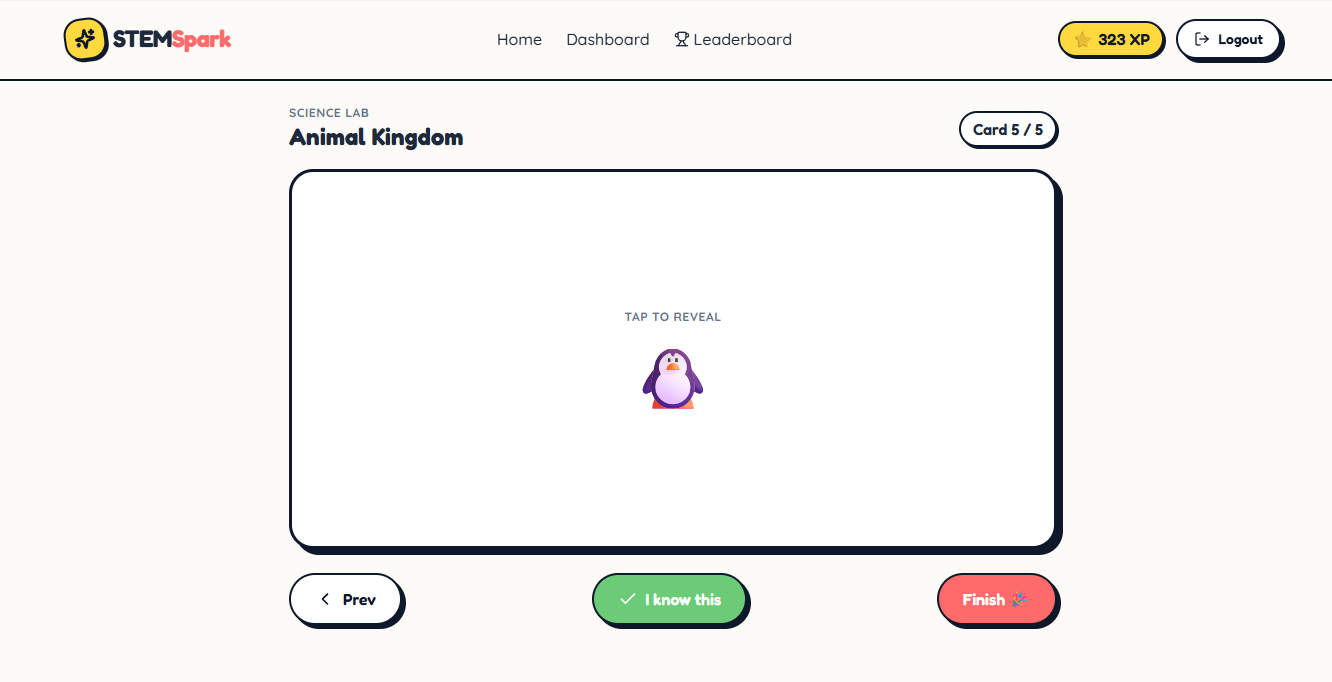 STEMSpark
Home Dashboard Leaderboard
323 XP
Logout
SCIENCE LAB
Animal Kingdom
Card 5 / 5
TAP TO REVEAL
Prev
I know this
Finish